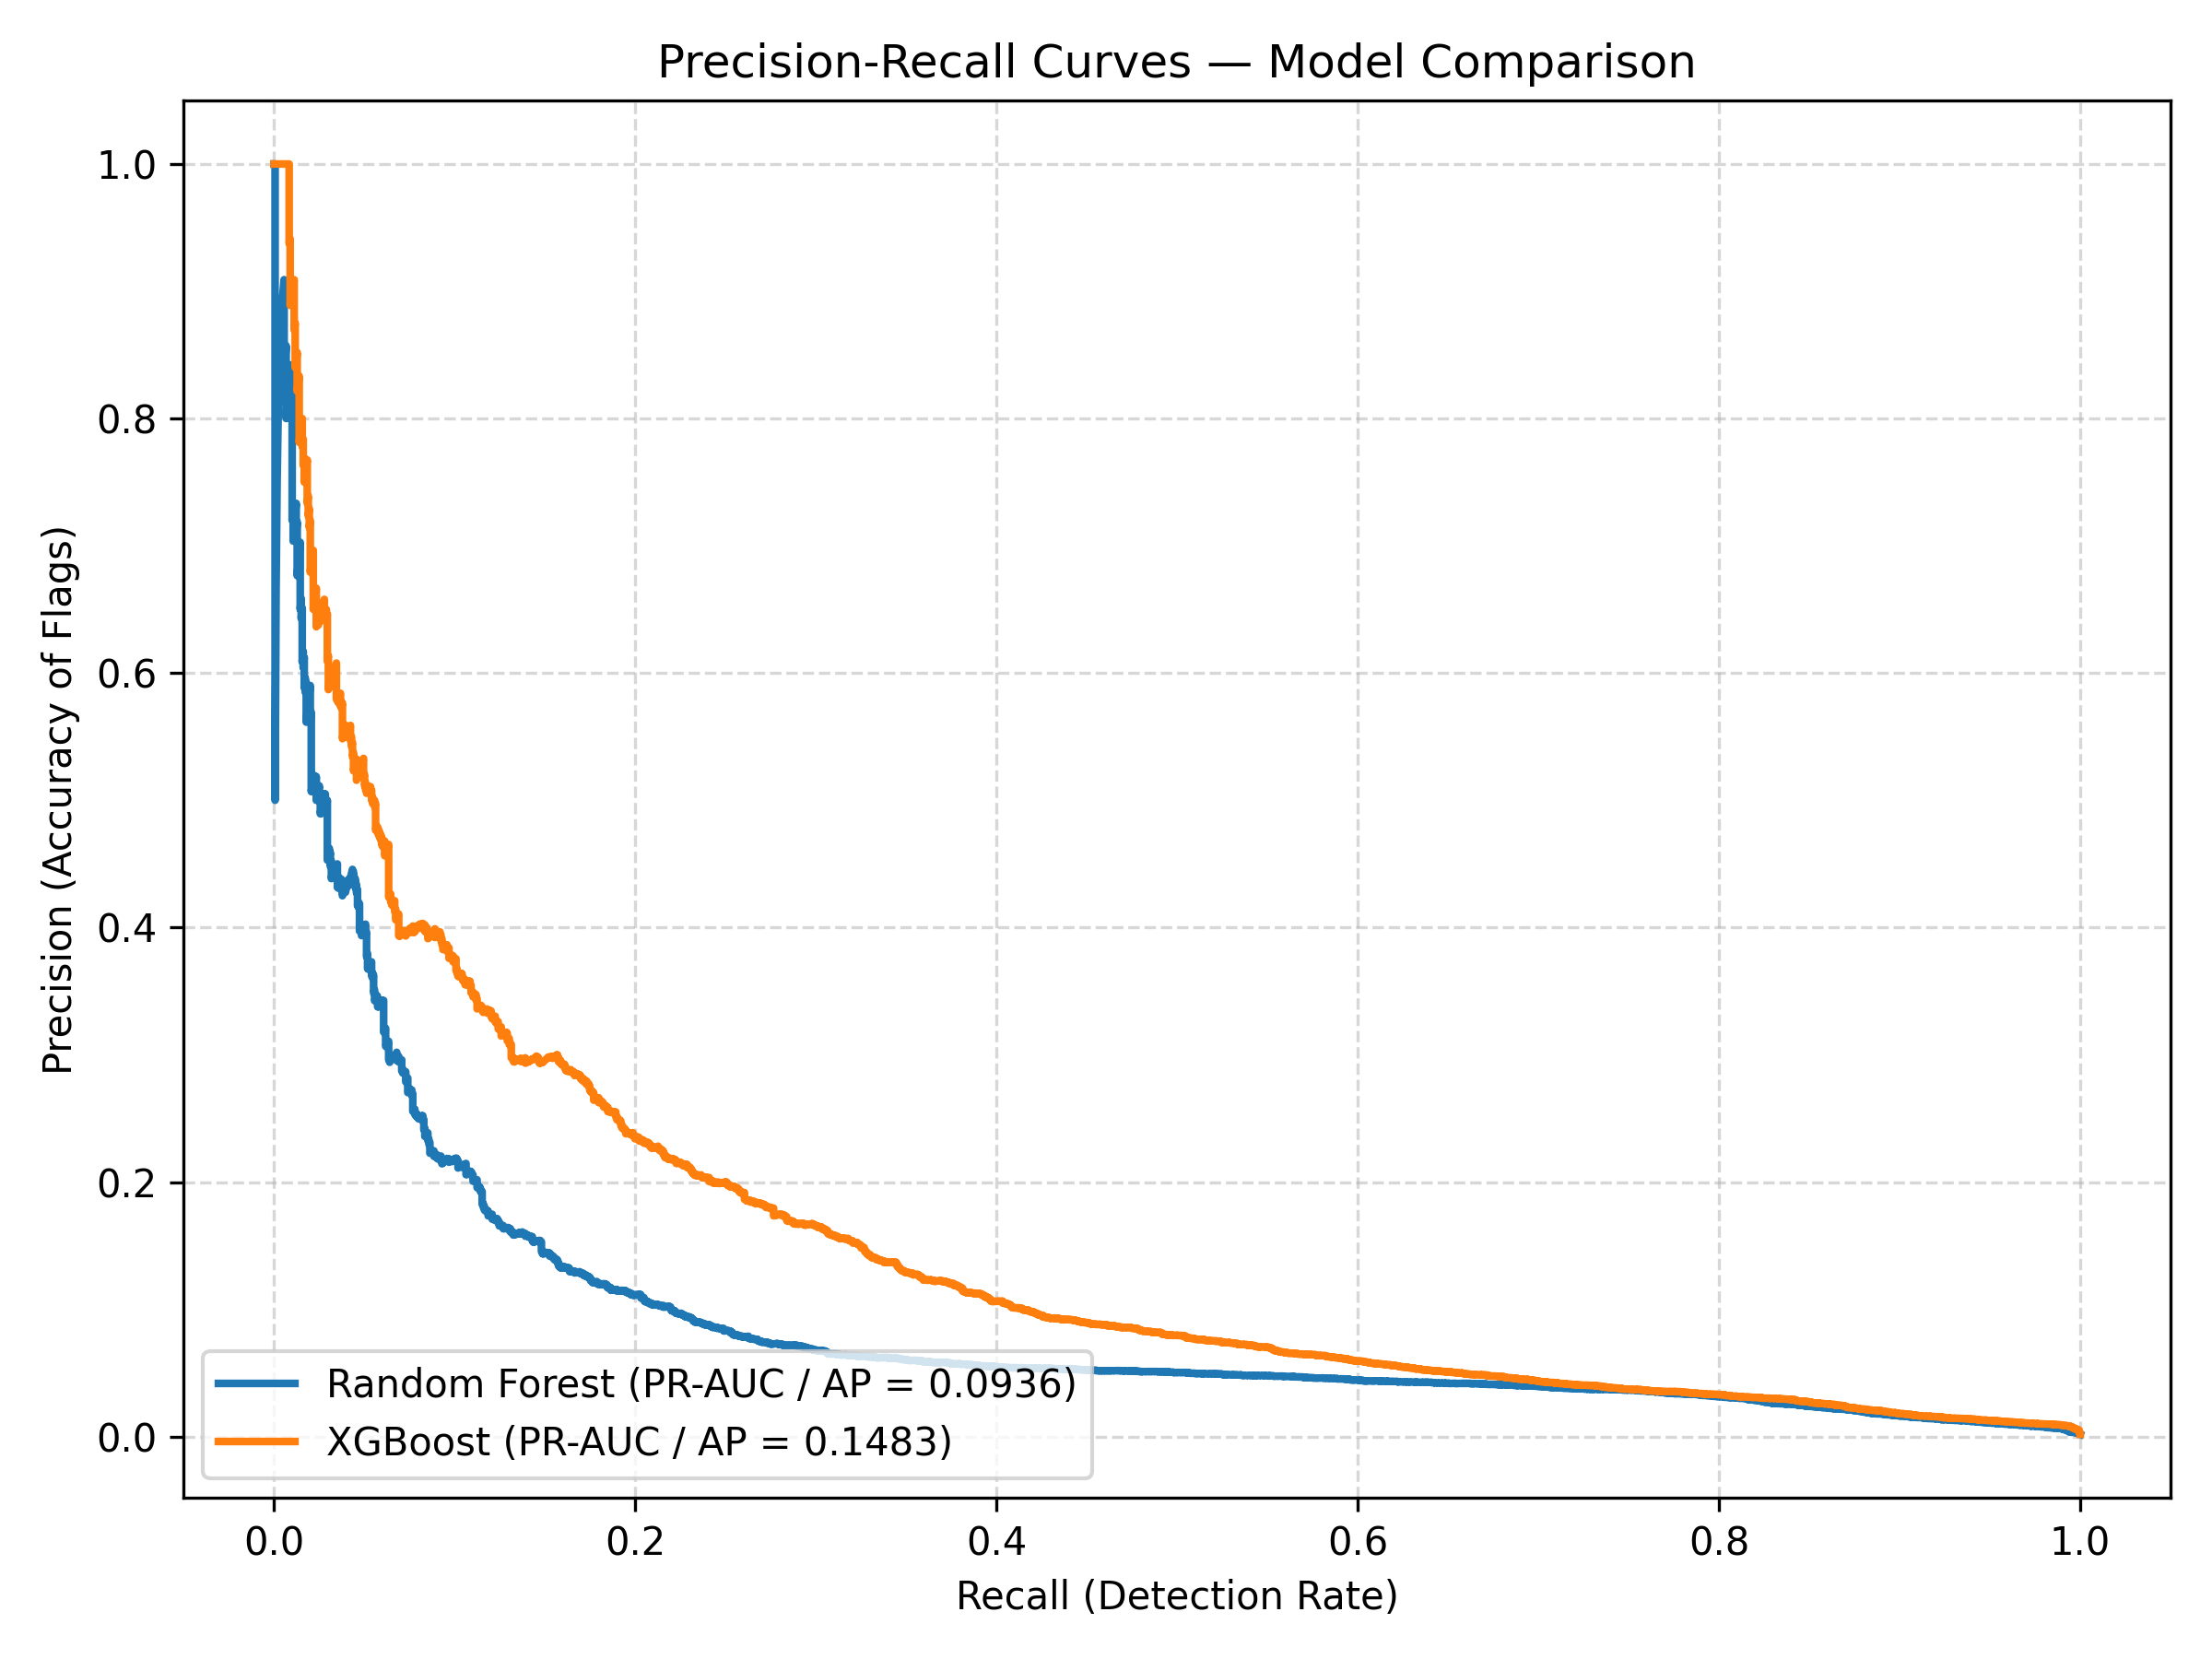 Precision-Recall Curves — Model Comparison
Precision (Accuracy of Flags)
1.0
0.8
0.6
0.4
0.2
0.0
Random Forest (PR-AUC / AP = 0.0936)
XGBoost (PR-AUC / AP = 0.1483)
0.0 0.2 0.4 0.6 0.8 1.0
Recall (Detection Rate)